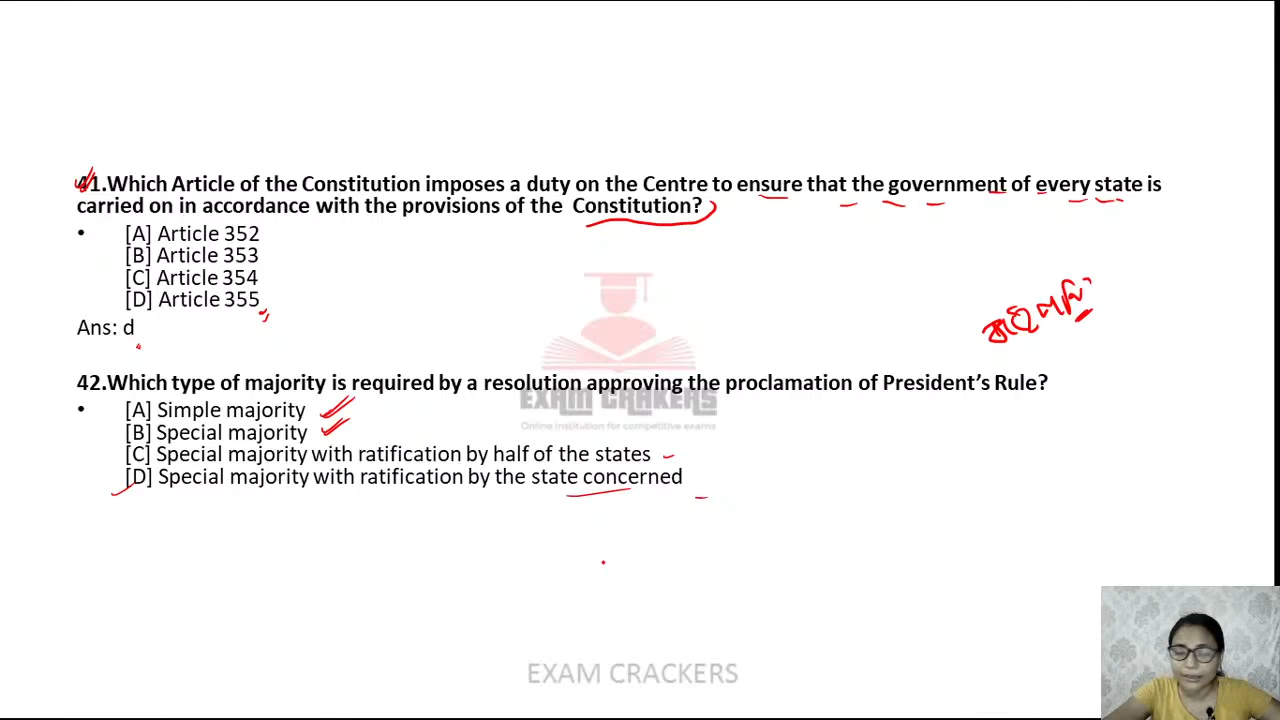 41.Which Article of the Constitution imposes a duty on the Centre to ensure that the government of every state is
carried on in accordance with the provisions of the Constitution?
• [A] Article 352
[B] Article 353
[C] Article 354
[D] Article 355
Ans: d
42.Which type of majority is required by a resolution approving the proclamation of President’s Rule?
• [A] Simple majority
[B] Special majority
[C] Special majority with ratification by half of the states
[D] Special majority with ratification by the state concerned
EXAM CRAKERS
Online institution for competitive exams
EXAM CRACKERS